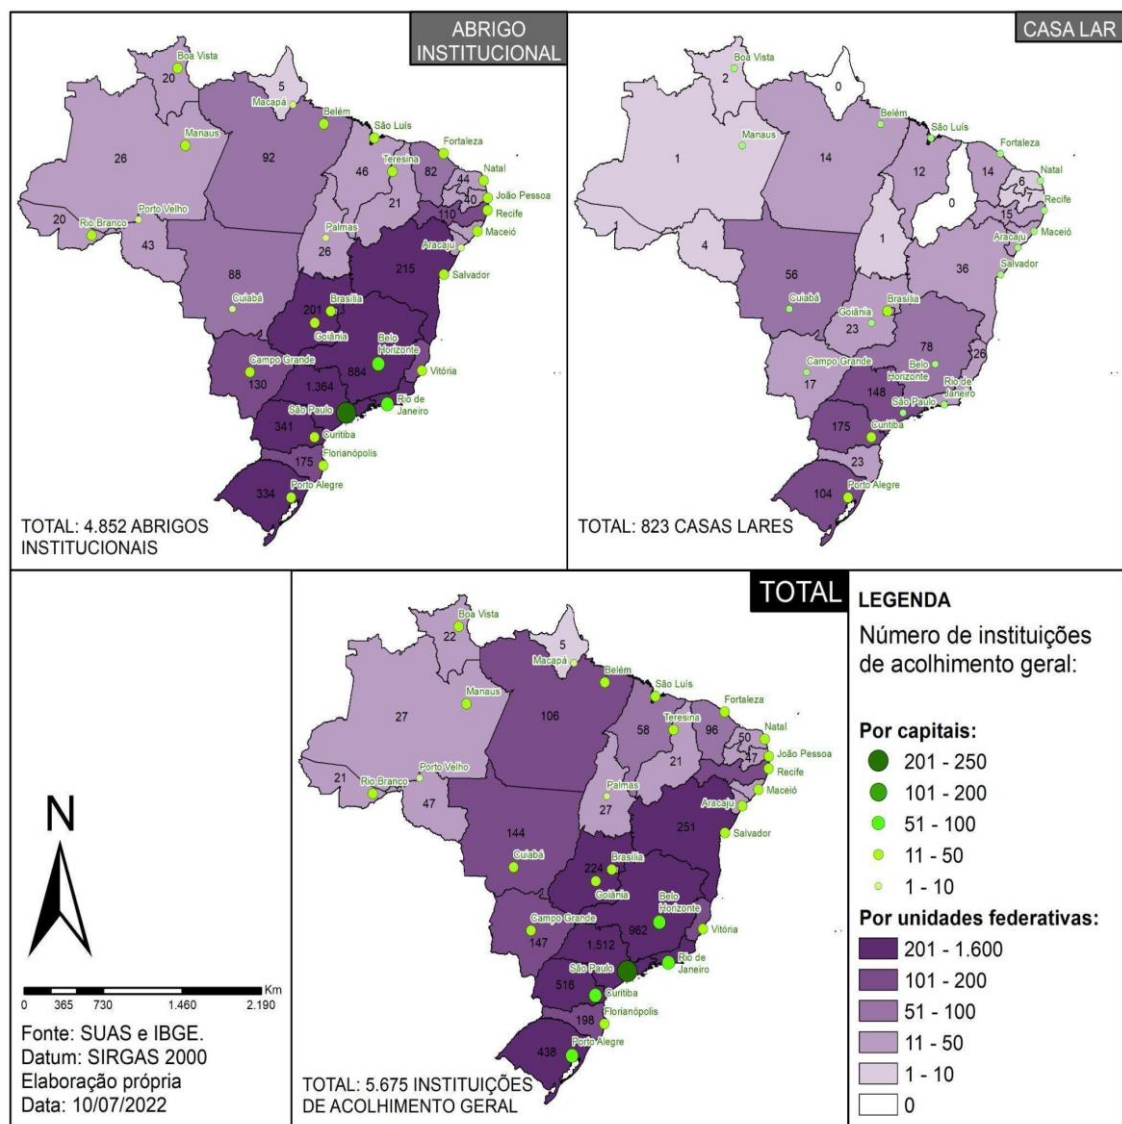 ABRIGO
INSTITUCIONAL
Boa Vista
20
5
Macapá
Belém
São Luís
Fortaleza
Manaus
Teresina
Natal
26
92
46
82
44
João Pessoa
40
21
110
Recife
20
Rio Branco
Porto Velho
Palmas
Maceió
43
26
Aracaju
215
Salvador
88
Cuiabá
201
Brasília
Goiânia
Campo Grande
130
Belo
Horizonte
884
Vitória
1.364
São Paulo
Rio de
Janeiro
341
Curitiba
175
Florianópolis
334
Porto Alegre
TOTAL: 4.852 ABRIGOS
INSTITUCIONAIS
CASA LAR
Boa Vista
2
0
Belém
São Luís
Fortaleza
Manaus
1
14
12
14
Natal
6
7
0
15
Recife
1
4
1
Maceió
Aracaju
36
Salvador
56
Cuiabá
Brasília
Goiânia
23
78
26
Campo Grande
17
Belo
Horizonte
148
São Paulo
Rio de
Janeiro
175
Curitiba
23
104
Porto Alegre
TOTAL: 823 CASAS LARES
TOTAL
Boa Vista
22
5
Macapá
Belém
São Luís
Fortaleza
Manaus
Teresina
Natal
27
106
58
96
50
João Pessoa
47
21
Recife
21
Rio Branco
Porto Velho
Palmas
Maceió
47
27
Aracaju
251
Salvador
144
Cuiabá
224
Brasília
Goiânia
Campo Grande
147
Belo
Horizonte
962
Vitória
1.512
São Paulo
Rio de
Janeiro
516
Curitiba
198
Florianópolis
438
Porto Alegre
TOTAL: 5.675 INSTITUIÇÕES
DE ACOLHIMENTO GERAL
N
Km
0 365 730 1.460 2.190
Fonte: SUAS e IBGE.
Datum: SIRGAS 2000
Elaboração própria
Data: 10/07/2022
LEGENDA
Número de instituições
de acolhimento geral:
Por capitais:
201 - 250
101 - 200
51 - 100
11 - 50
1 - 10
Por unidades federativas:
201 - 1.600
101 - 200
51 - 100
11 - 50
1 - 10
0